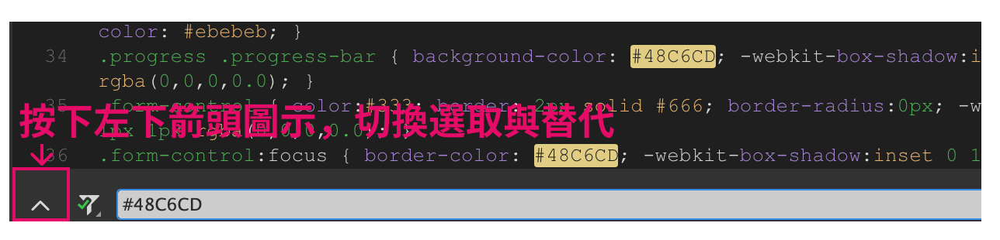 color: #ebebeb; }
34 .progress .progress-bar { background-color: #48C6CD; -webkit-box-shadow:i
rgba(0,0,0,0.0); }
35 .form-control { color:#333; border: 2px solid #666; border-radius:0px; -w
按下左下箭頭圖示，切換選取與替代
1px 1px rgba(0,0,0,0.0); }
36 .form-control:focus { border-color: #48C6CD; -webkit-box-shadow:inset 0 1
#48C6CD